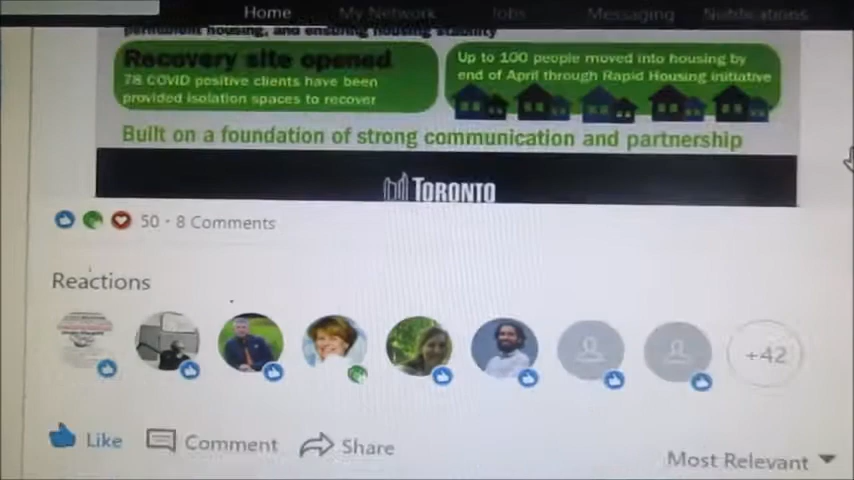 Home My Network Jobs Messaging Notifications
permanent housing, and ensuring housing stability
Recovery site opened
78 COVID positive clients have been
provided isolation spaces to recover
Up to 100 people moved into housing by
end of April through Rapid Housing initiative
Built on a foundation of strong communication and partnership
TORONTO
50 · 8 Comments
Reactions
+42
Like Comment Share
Most Relevant